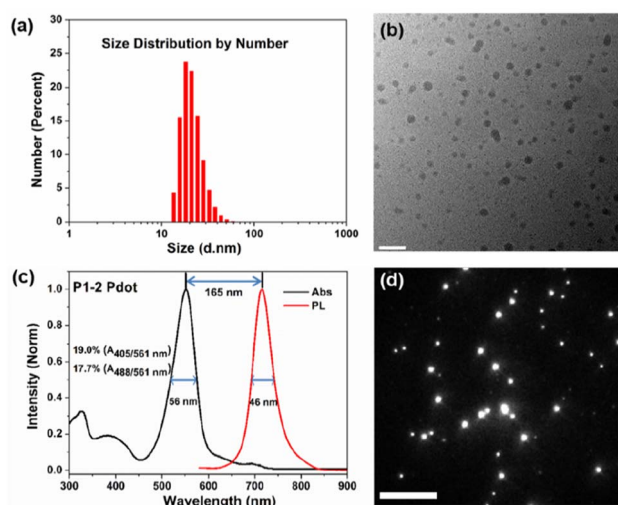 (a)
Size Distribution by Number
Number (Percent)
30
25
20
15
10
5
0
1
10
100
1000
Size (d.nm)
(b)
(c)
P1-2 Pdot
165 nm
Abs
PL
19.0% (A405/561 nm)
17.7% (A488/561 nm)
56 nm
46 nm
Intensity (Norm)
1.0
0.8
0.6
0.4
0.2
0.0
300
400
500
600
700
800
900
Wavelength (nm)
(d)